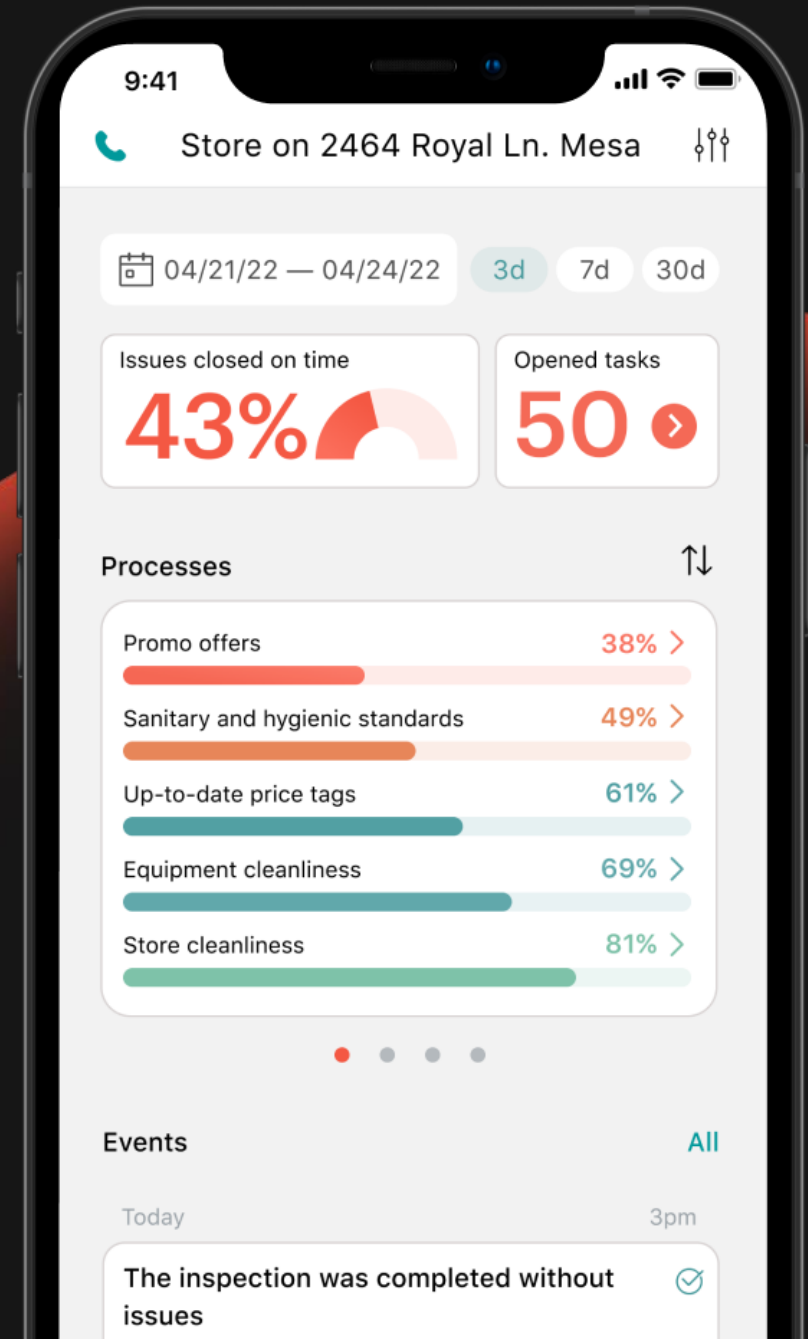 9:41
Store on 2464 Royal Ln. Mesa
04/21/22 — 04/24/22 3d 7d 30d
Issues closed on time
43%
Opened tasks
50
Processes
Promo offers 38%
Sanitary and hygienic standards 49%
Up-to-date price tags 61%
Equipment cleanliness 69%
Store cleanliness 81%
Events All
Today 3pm
The inspection was completed without
issues